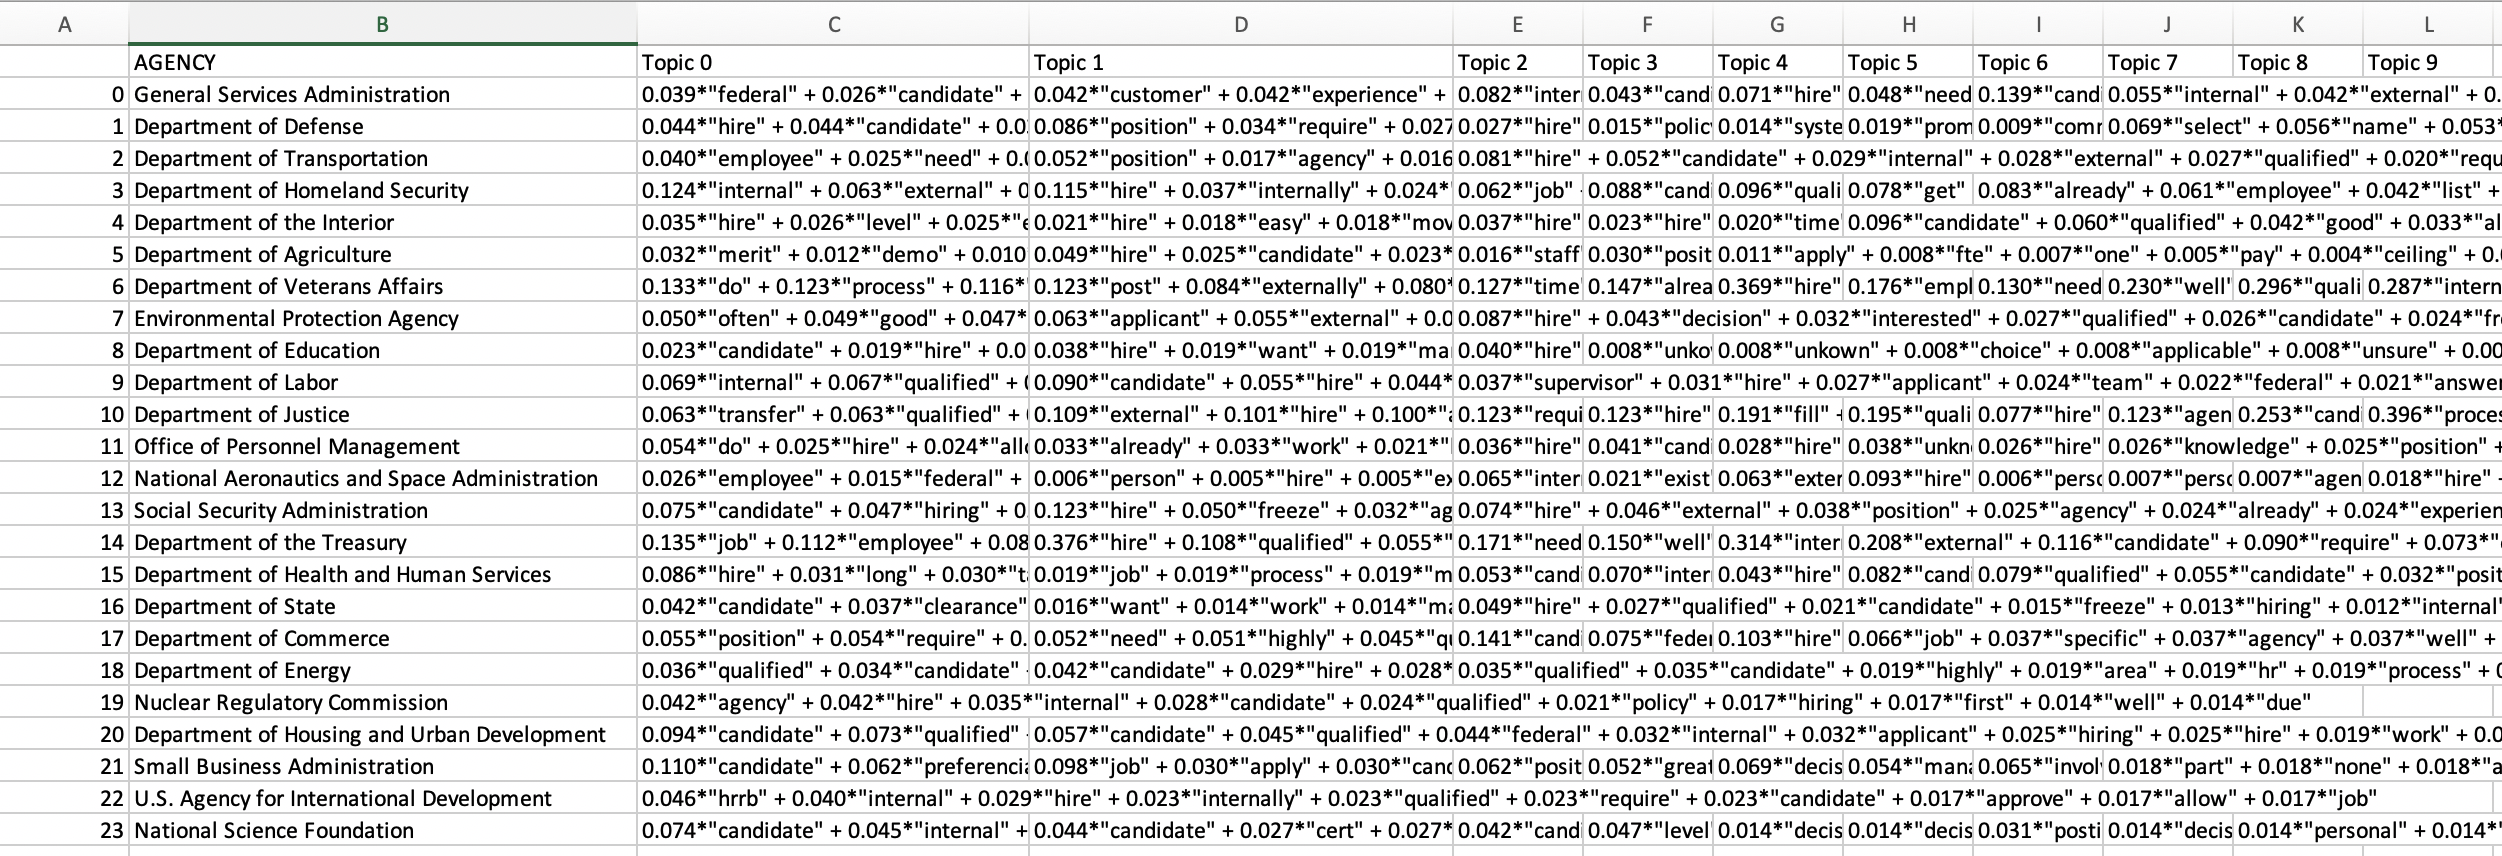 A B C D E F G H I J K L
AGENCY Topic 0 Topic 1 Topic 2 Topic 3 Topic 4 Topic 5 Topic 6 Topic 7 Topic 8 Topic 9
0 General Services Administration 0.039*"federal" + 0.026*"candidate" + 0.042*"customer" + 0.042*"experience" + 0.082*"inter 0.043*"cand 0.071*"hire" 0.048*"need 0.139*"candi 0.055*"internal" + 0.042*"external" + 0.
1 Department of Defense 0.044*"hire" + 0.044*"candidate" + 0.0 0.086*"position" + 0.034*"require" + 0.027 0.027*"hire" 0.015*"polic 0.014*"syste 0.019*"prom 0.009*"comm 0.069*"select" + 0.056*"name" + 0.053*
2 Department of Transportation 0.040*"employee" + 0.025*"need" + 0.0 0.052*"position" + 0.017*"agency" + 0.016 0.081*"hire" + 0.052*"candidate" + 0.029*"internal" + 0.028*"external" + 0.027*"qualified" + 0.020*"requ
3 Department of Homeland Security 0.124*"internal" + 0.063*"external" + 0 0.115*"hire" + 0.037*"internally" + 0.024* 0.062*"job" 0.088*"cand 0.096*"quali 0.078*"get" 0.083*"already" + 0.061*"employee" + 0.042*"list" +
4 Department of the Interior 0.035*"hire" + 0.026*"level" + 0.025*"e 0.021*"hire" + 0.018*"easy" + 0.018*"mov 0.037*"hire" 0.023*"hire" 0.020*"time 0.096*"candidate" + 0.060*"qualified" + 0.042*"good" + 0.033*"al
5 Department of Agriculture 0.032*"merit" + 0.012*"demo" + 0.010 0.049*"hire" + 0.025*"candidate" + 0.023* 0.016*"staff 0.030*"posit 0.011*"apply" + 0.008*"fte" + 0.007*"one" + 0.005*"pay" + 0.004*"ceiling" + 0.0
6 Department of Veterans Affairs 0.133*"do" + 0.123*"process" + 0.116* 0.123*"post" + 0.084*"externally" + 0.080* 0.127*"time 0.147*"alrea 0.369*"hire" 0.176*"empl 0.130*"need 0.230*"well" 0.296*"quali 0.287*"intern
7 Environmental Protection Agency 0.050*"often" + 0.049*"good" + 0.047* 0.063*"applicant" + 0.055*"external" + 0.0 0.087*"hire" + 0.043*"decision" + 0.032*"interested" + 0.027*"qualified" + 0.026*"candidate" + 0.024*"fr
8 Department of Education 0.023*"candidate" + 0.019*"hire" + 0.0 0.038*"hire" + 0.019*"want" + 0.019*"ma 0.040*"hire" 0.008*"unko 0.008*"unkown" + 0.008*"choice" + 0.008*"applicable" + 0.008*"unsure" + 0.00
9 Department of Labor 0.069*"internal" + 0.067*"qualified" + 0.090*"candidate" + 0.055*"hire" + 0.044* 0.037*"supervisor" + 0.031*"hire" + 0.027*"applicant" + 0.024*"team" + 0.022*"federal" + 0.021*"answer
10 Department of Justice 0.063*"transfer" + 0.063*"qualified" + 0.109*"external" + 0.101*"hire" + 0.100*" 0.123*"requi 0.123*"hire" 0.191*"fill" + 0.195*"quali 0.077*"hire" 0.123*"agen 0.253*"candi 0.396*"proces
11 Office of Personnel Management 0.054*"do" + 0.025*"hire" + 0.024*"allo 0.033*"already" + 0.033*"work" + 0.021*" 0.036*"hire" 0.041*"cand 0.028*"hire" 0.038*"unkn 0.026*"hire" 0.026*"knowledge" + 0.025*"position" +
12 National Aeronautics and Space Administration 0.026*"employee" + 0.015*"federal" + 0.006*"person" + 0.005*"hire" + 0.005*"ex 0.065*"inter 0.021*"exist 0.063*"exter 0.093*"hire" 0.006*"perso 0.007*"perso 0.007*"agen 0.018*"hire" +
13 Social Security Administration 0.075*"candidate" + 0.047*"hiring" + 0 0.123*"hire" + 0.050*"freeze" + 0.032*"ag 0.074*"hire" + 0.046*"external" + 0.038*"position" + 0.025*"agency" + 0.024*"already" + 0.024*"experien
14 Department of the Treasury 0.135*"job" + 0.112*"employee" + 0.08 0.376*"hire" + 0.108*"qualified" + 0.055*" 0.171*"need 0.150*"well" 0.314*"inter 0.208*"external" + 0.116*"candidate" + 0.090*"require" + 0.073*"
15 Department of Health and Human Services 0.086*"hire" + 0.031*"long" + 0.030*"t 0.019*"job" + 0.019*"process" + 0.019*"m 0.053*"cand 0.070*"inter 0.043*"hire" 0.082*"cand 0.079*"qualified" + 0.055*"candidate" + 0.032*"posit
16 Department of State 0.042*"candidate" + 0.037*"clearance" 0.016*"want" + 0.014*"work" + 0.014*"ma 0.049*"hire" + 0.027*"qualified" + 0.021*"candidate" + 0.015*"freeze" + 0.013*"hiring" + 0.012*"internal"
17 Department of Commerce 0.055*"position" + 0.054*"require" + 0. 0.052*"need" + 0.051*"highly" + 0.045*"qu 0.141*"cand 0.075*"feder 0.103*"hire" 0.066*"job" + 0.037*"specific" + 0.037*"agency" + 0.037*"well" +
18 Department of Energy 0.036*"qualified" + 0.034*"candidate" 0.042*"candidate" + 0.029*"hire" + 0.028* 0.035*"qualified" + 0.035*"candidate" + 0.019*"highly" + 0.019*"area" + 0.019*"hr" + 0.019*"process" + 0
19 Nuclear Regulatory Commission 0.042*"agency" + 0.042*"hire" + 0.035*"internal" + 0.028*"candidate" + 0.024*"qualified" + 0.021*"policy" + 0.017*"hiring" + 0.017*"first" + 0.014*"well" + 0.014*"due"
20 Department of Housing and Urban Development 0.094*"candidate" + 0.073*"qualified" 0.057*"candidate" + 0.045*"qualified" + 0.044*"federal" + 0.032*"internal" + 0.032*"applicant" + 0.025*"hiring" + 0.025*"hire" + 0.019*"work" + 0.0
21 Small Business Administration 0.110*"candidate" + 0.062*"preferencia 0.098*"job" + 0.030*"apply" + 0.030*"cand 0.062*"posit 0.052*"great 0.069*"decis 0.054*"mana 0.065*"invol 0.018*"part" + 0.018*"none" + 0.018*"a
22 U.S. Agency for International Development 0.046*"hrrb" + 0.040*"internal" + 0.029*"hire" + 0.023*"internally" + 0.023*"qualified" + 0.023*"require" + 0.023*"candidate" + 0.017*"approve" + 0.017*"allow" + 0.017*"job"
23 National Science Foundation 0.074*"candidate" + 0.045*"internal" + 0.044*"candidate" + 0.027*"cert" + 0.027* 0.042*"candi 0.047*"level" 0.014*"decis 0.014*"decis 0.031*"posti 0.014*"decis 0.014*"personal" + 0.014*"